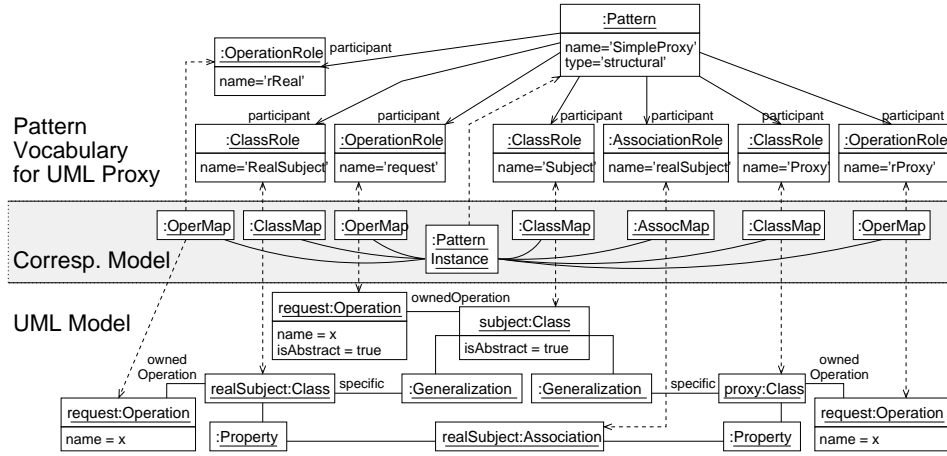 :Pattern
name='SimpleProxy'
type='structural'
:OperationRole
name='rReal'
participant
participant
participant
participant
participant
participant
participant
Pattern
Vocabulary
for UML Proxy
:ClassRole
name='RealSubject'
:OperationRole
name='request'
:ClassRole
name='Subject'
:AssociationRole
name='realSubject'
:ClassRole
name='Proxy'
:OperationRole
name='rProxy'
:OperMap
:ClassMap
:OperMap
:Pattern
Instance
:ClassMap
:AssocMap
:ClassMap
:OperMap
Corresp. Model
UML Model
request:Operation
name = x
isAbstract = true
ownedOperation
subject:Class
isAbstract = true
owned
Operation
realSubject:Class
specific
:Generalization
:Generalization
specific
proxy:Class
owned
Operation
request:Operation
name = x
:Property
realSubject:Association
:Property
request:Operation
name = x